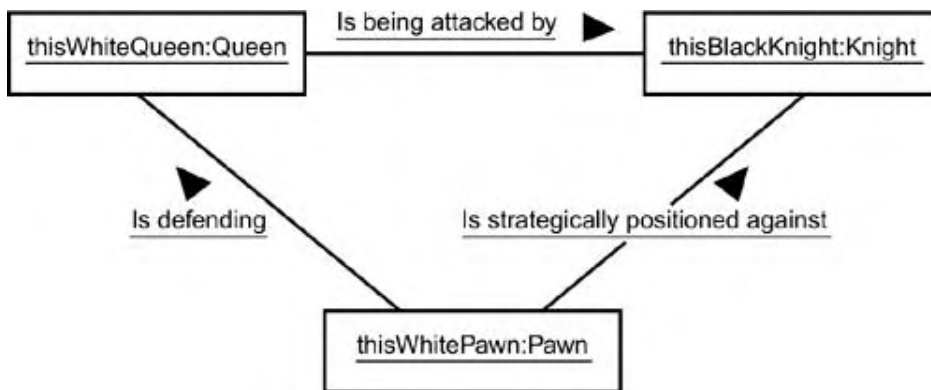 Is being attacked by
thisWhiteQueen:Queen
thisBlackKnight:Knight
Is defending
Is strategically positioned against
thisWhitePawn:Pawn